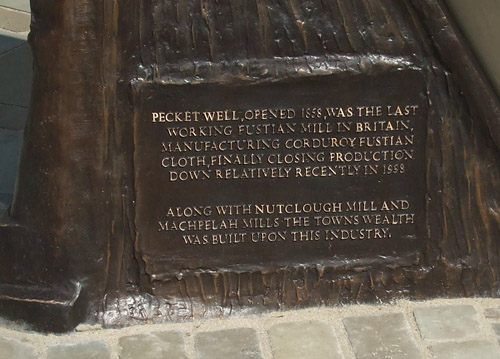 PECKET WELL, OPENED 1858, WAS THE LAST
WORKING FUSTIAN MILL IN BRITAIN,
MANUFACTURING CORDUROY FUSTIAN
CLOTH, FINALLY CLOSING PRODUCTION
DOWN RELATIVELY RECENTLY IN 1998
ALONG WITH NUTCLOUGH MILL AND
MACHPELAH MILLS THE TOWNS WEALTH
WAS BUILT UPON THIS INDUSTRY.